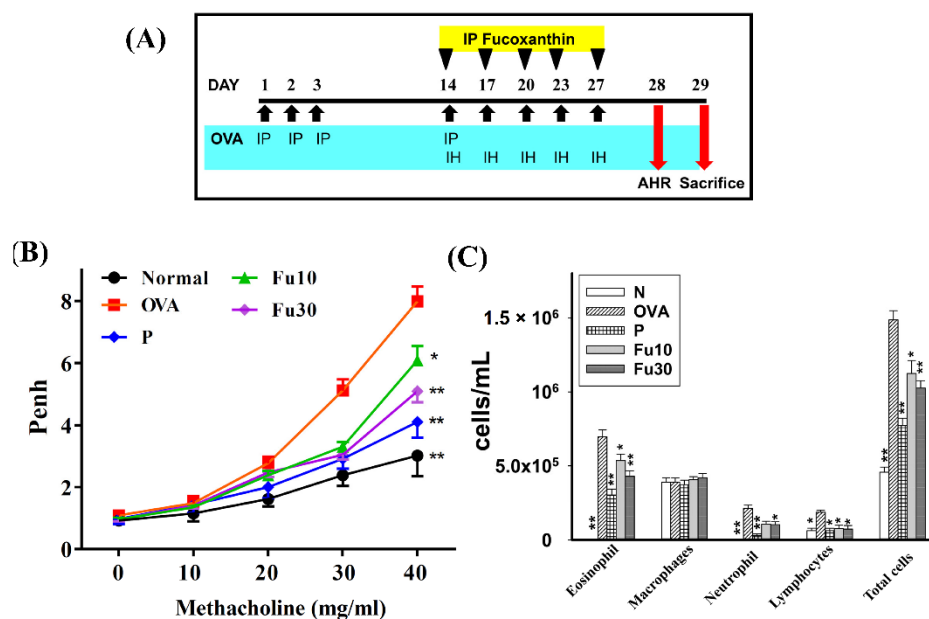 (A)
IP Fucoxanthin
DAY 1 2 3 14 17 20 23 27 28 29
OVA IP IP IP IP
IH IH IH IH IH
AHR Sacrifice
(B)
Normal
OVA
P
Fu10
Fu30
Penh
8
6
4
2
0
*
**
**
**
0 10 20 30 40
Methacholine (mg/ml)
(C)
N
OVA
P
Fu10
Fu30
cells/mL
1.5 × 10⁶
10⁶
5.0x10⁵
0
** ** * **
** ** *
* * * *
** ** * **
Eosinophil
Macrophages
Neutrophil
Lymphocytes
Total cells